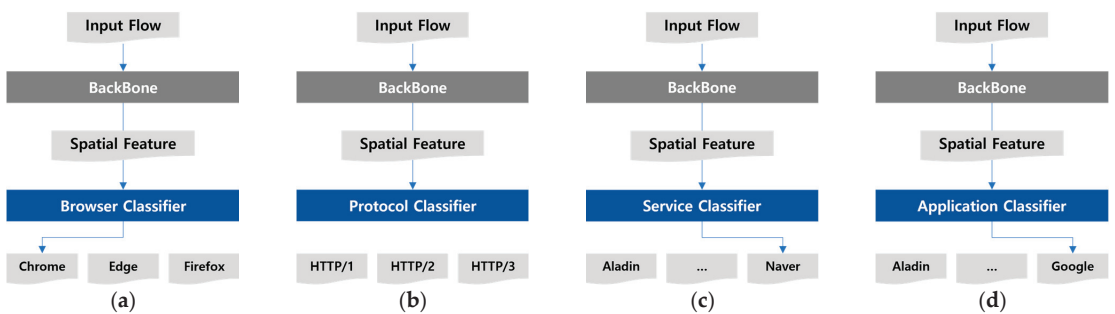 Input Flow
BackBone
Spatial Feature
Browser Classifier
Chrome
Edge
Firefox
(a)
Input Flow
BackBone
Spatial Feature
Protocol Classifier
HTTP/1
HTTP/2
HTTP/3
(b)
Input Flow
BackBone
Spatial Feature
Service Classifier
Aladin
...
Naver
(c)
Input Flow
BackBone
Spatial Feature
Application Classifier
Aladin
...
Google
(d)